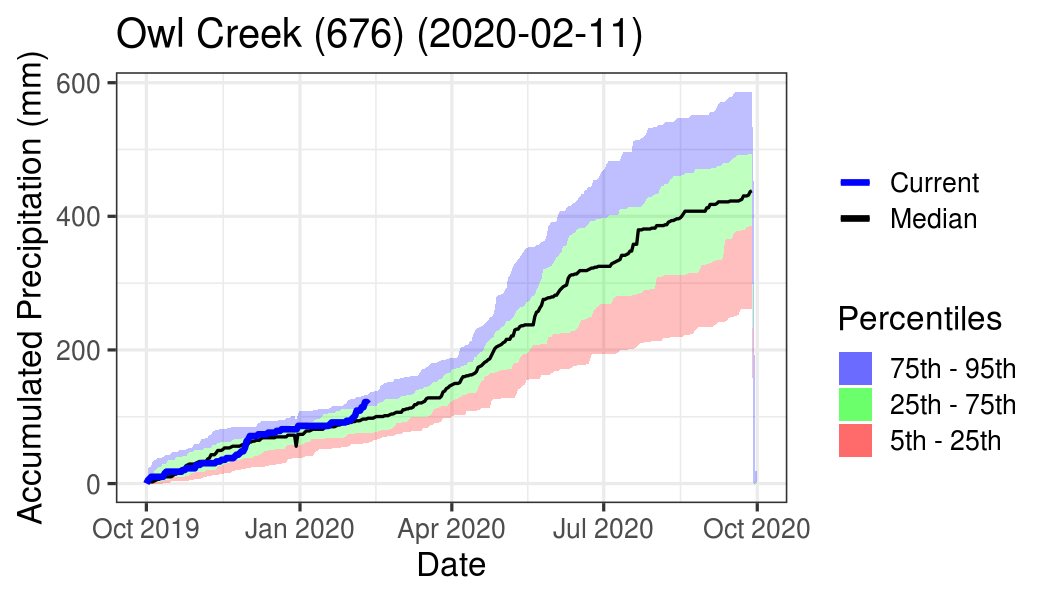 Owl Creek (676) (2020-02-11)
Accumulated Precipitation (mm)
600
400
200
0
Oct 2019
Jan 2020
Apr 2020
Jul 2020
Oct 2020
Date
Current
Median
Percentiles
75th - 95th
25th - 75th
5th - 25th